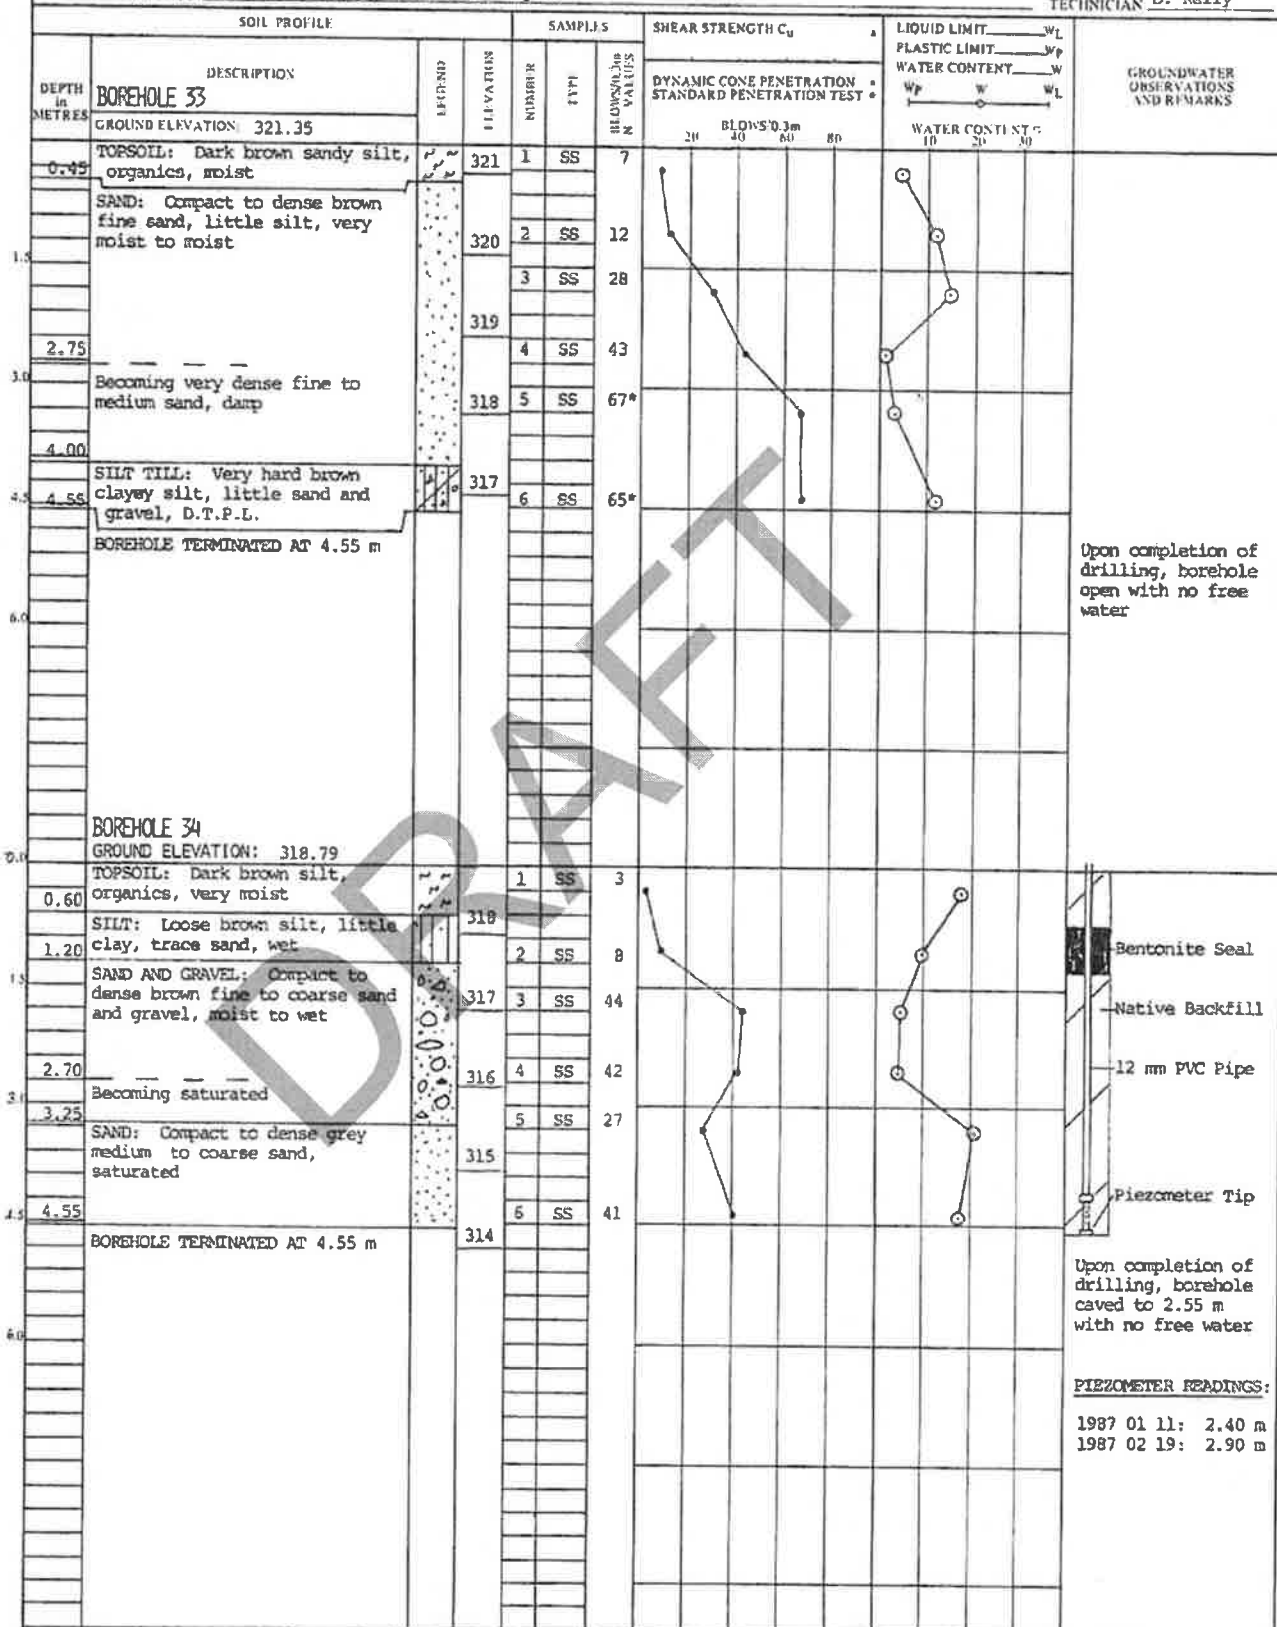 TECHNICIAN
SOIL PROFILE
SAMPLES
SHEAR STRENGTH Cu
LIQUID LIMIT WL
PLASTIC LIMIT WP
WATER CONTENT W
WP W WL
DEPTH in METRES
DESCRIPTION
LEGEND
ELEVATION
NUMBER
TYPE
BLOWS/0.3m N VALUES
DYNAMIC CONE PENETRATION
STANDARD PENETRATION TEST
GROUNDWATER
OBSERVATIONS
AND REMARKS
BOREHOLE 33
GROUND ELEVATION: 321.35
BLOWS/0.3m
20 40 60 80
WATER CONTENT %
10 20 30
TOPSOIL: Dark brown sandy silt,
organics, moist
0.45
321 1 SS 7
SAND: Compact to dense brown
fine sand, little silt, very
moist to moist
320 2 SS 12
1.5
3 SS 28
319
2.75
4 SS 43
3.0
Becoming very dense fine to
medium sand, damp
318 5 SS 67*
4.00
SILT TILL: Very hard brown
clayey silt, little sand and
gravel, D.T.P.L.
317
4.5 4.55
6 SS 65*
BOREHOLE TERMINATED AT 4.55 m
Upon completion of
drilling, borehole
open with no free
water
6.0
DRAFT
BOREHOLE 34
GROUND ELEVATION: 318.79
0.0
TOPSOIL: Dark brown silt,
organics, very moist
1 SS 3
0.60
318
SILT: Loose brown silt, little
clay, trace sand, wet
1.20
2 SS 8
Bentonite Seal
1.5
SAND AND GRAVEL: Compact to
dense brown fine to coarse sand
and gravel, moist to wet
317 3 SS 44
Native Backfill
2.70
316 4 SS 42
12 mm PVC Pipe
Becoming saturated
3.0
3.25
5 SS 27
SAND: Compact to dense grey
medium to coarse sand,
saturated
315
Piezometer Tip
4.5 4.55
6 SS 41
BOREHOLE TERMINATED AT 4.55 m
314
Upon completion of
drilling, borehole
caved to 2.55 m
with no free water
6.0
PIEZOMETER READINGS:
1987 01 11: 2.40 m
1987 02 19: 2.90 m